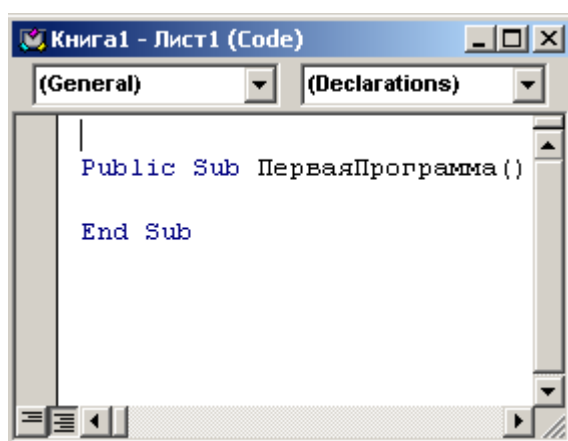 Книга1 - Лист1 (Code)
(General) (Declarations)
Public Sub ПерваяПрограмма()
End Sub